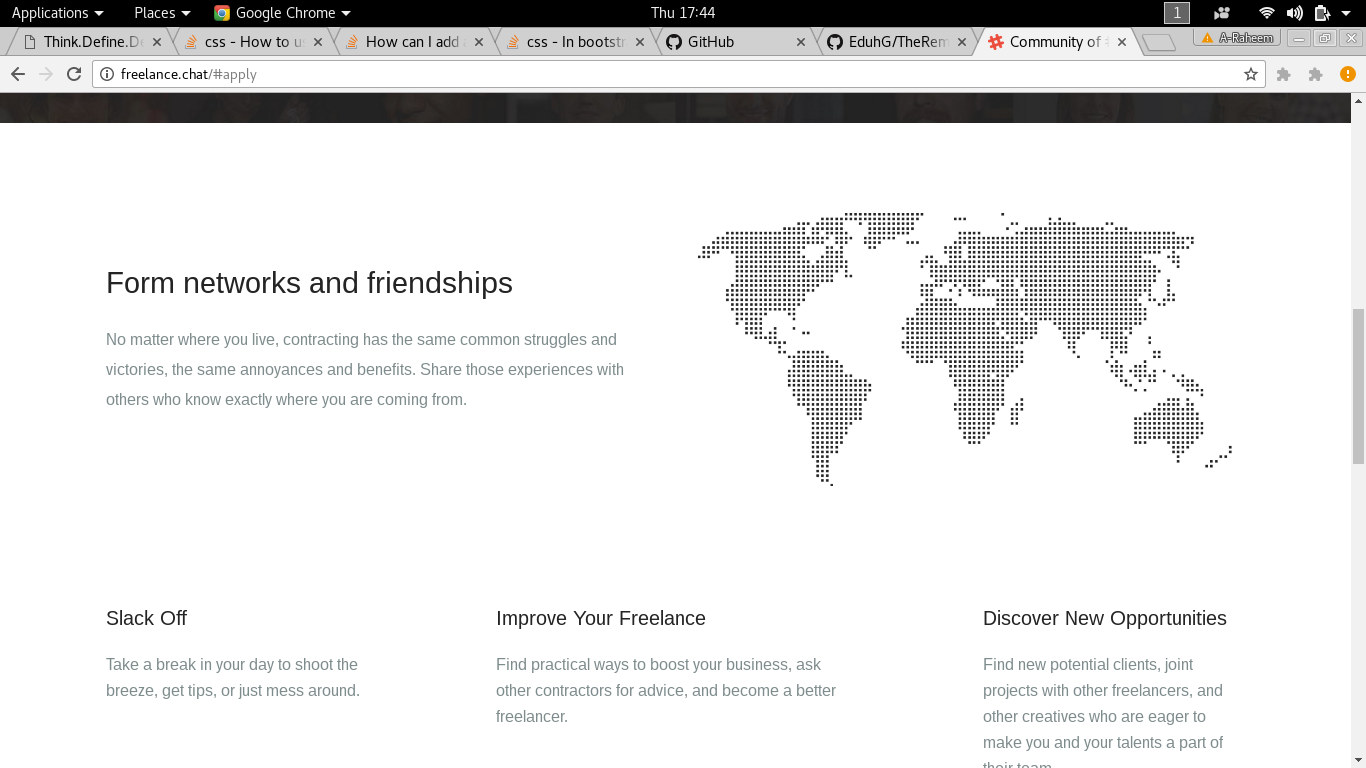 Applications Places Google Chrome Thu 17:44 1
Think.Define.De css - How to u How can I add css - In bootstr GitHub EduhG/TheRem Community of A-Raheem
freelance.chat/#apply
Form networks and friendships
No matter where you live, contracting has the same common struggles and
victories, the same annoyances and benefits. Share those experiences with
others who know exactly where you are coming from.
Slack Off
Take a break in your day to shoot the
breeze, get tips, or just mess around.
Improve Your Freelance
Find practical ways to boost your business, ask
other contractors for advice, and become a better
freelancer.
Discover New Opportunities
Find new potential clients, joint
projects with other freelancers, and
other creatives who are eager to
make you and your talents a part of
their team